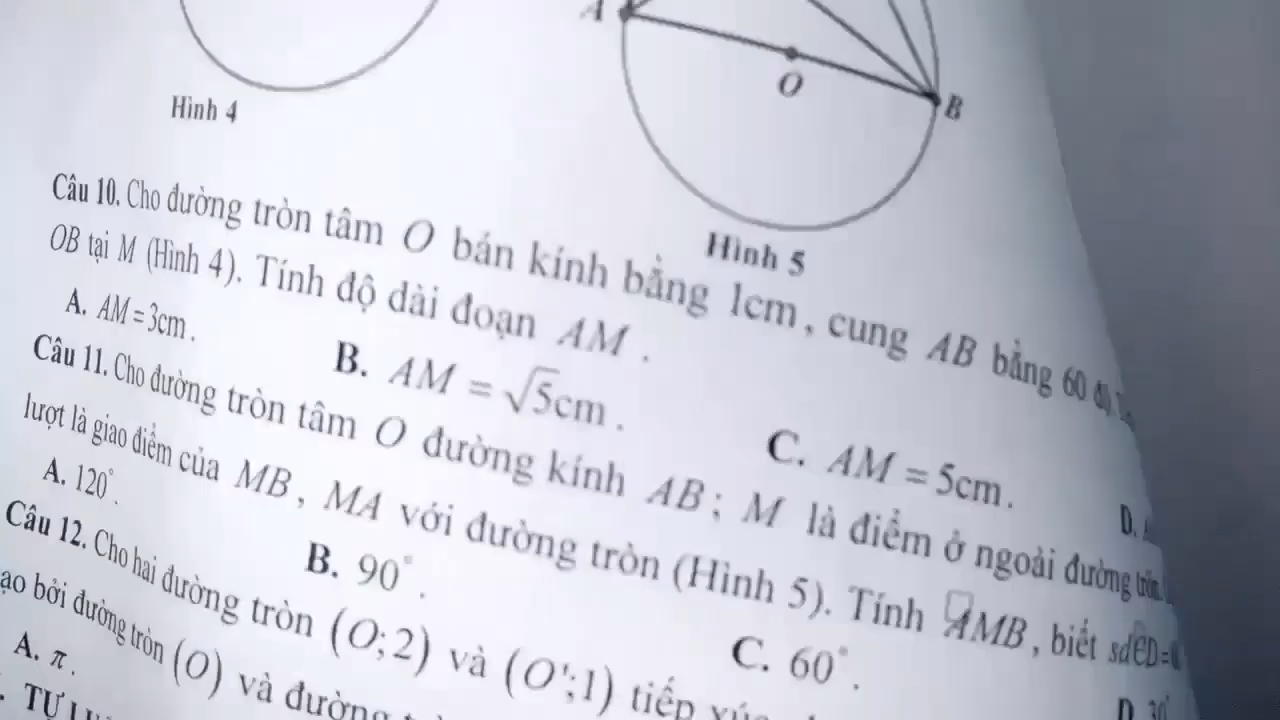 A
O
B
Hình 4
Hình 5
Câu 10. Cho đường tròn tâm O bán kính bằng 1cm, cung AB bằng 60
OB tại M (Hình 4). Tính độ dài đoạn AM.
A. AM = 3cm. B. AM = √5cm. C. AM = 5cm. D.
Câu 11. Cho đường tròn tâm O đường kính AB; M là điểm ở ngoài đường tròn.
lượt là giao điểm của MB, MA với đường tròn (Hình 5). Tính □AMB, biết sđCD=
A. 120°. B. 90°. C. 60°. D. 30°
Câu 12. Cho hai đường tròn (O;2) và (O';1) tiếp xúc
ạo bởi đường tròn (O) và đường
A. π.